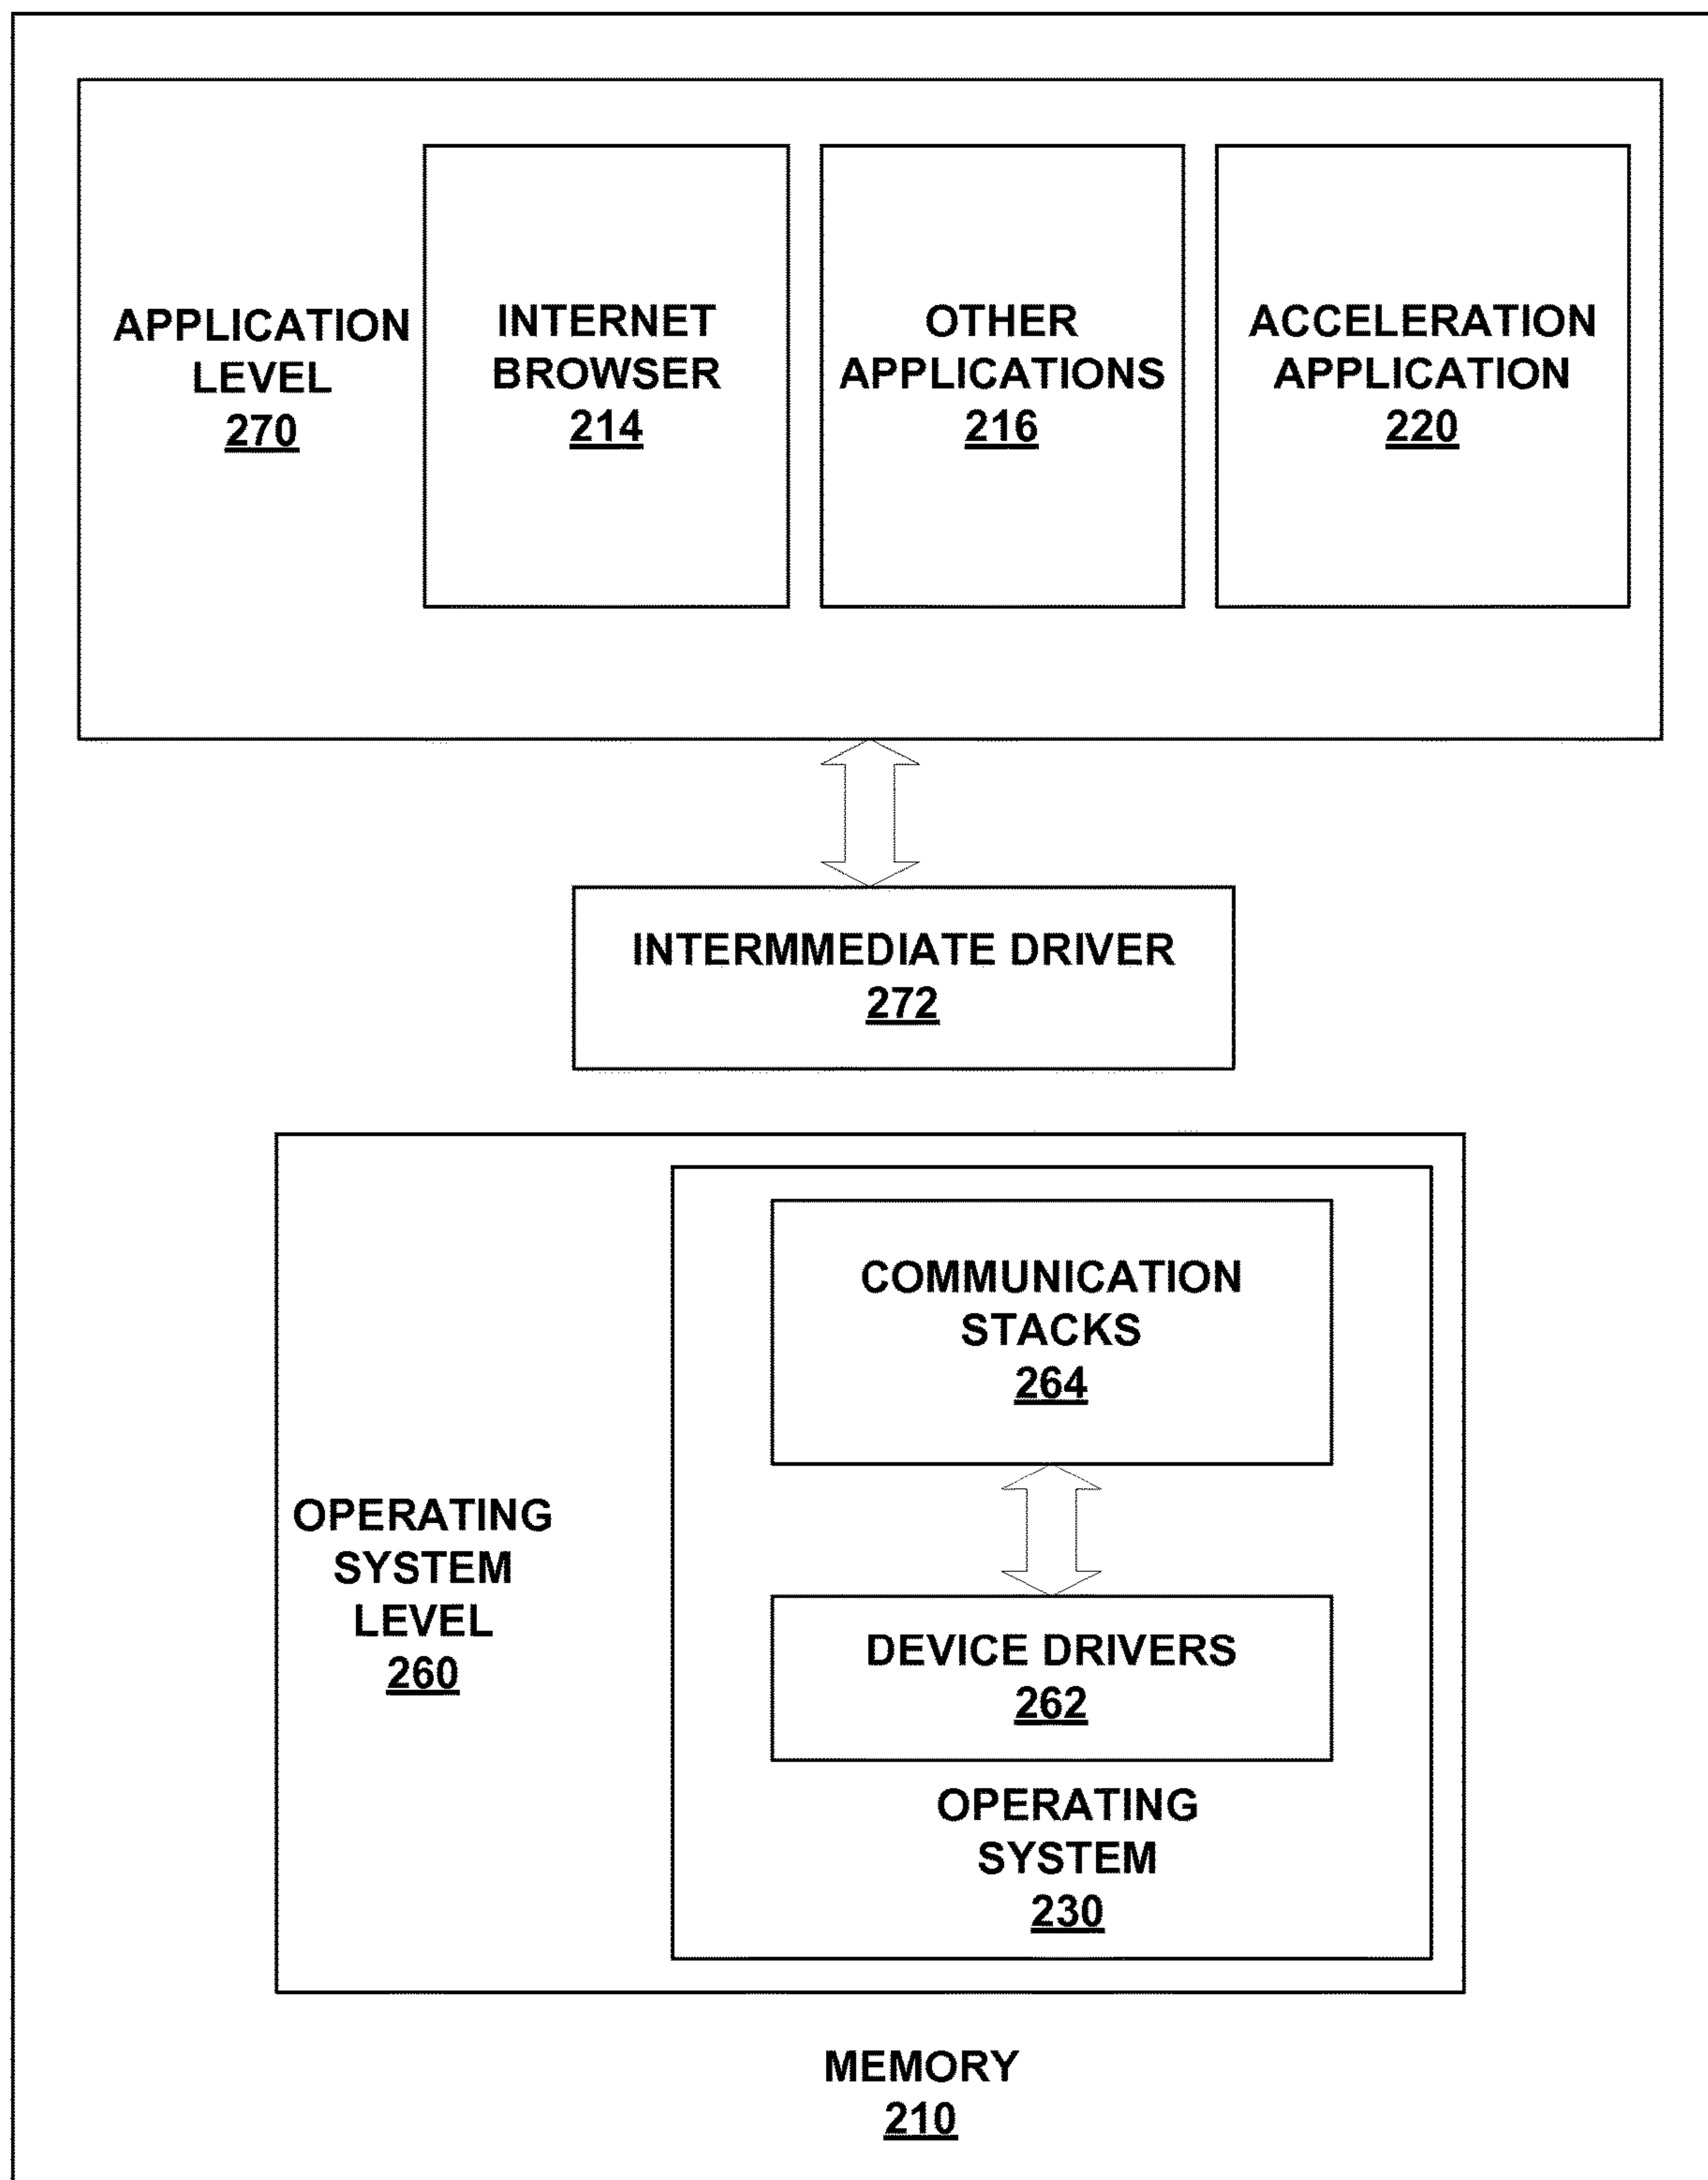 APPLICATION
LEVEL
270
INTERNET
BROWSER
214
OTHER
APPLICATIONS
216
ACCELERATION
APPLICATION
220
INTERMMEDIATE DRIVER
272
COMMUNICATION
STACKS
264
OPERATING
SYSTEM
LEVEL
260
DEVICE DRIVERS
262
OPERATING
SYSTEM
230
MEMORY
210